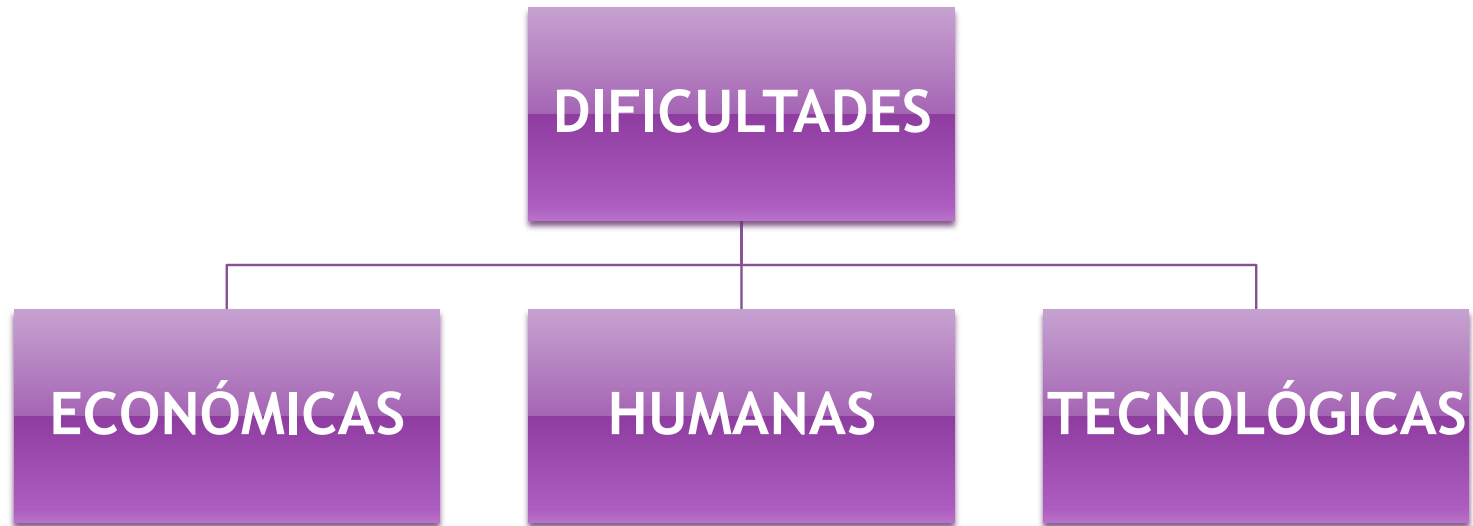 DIFICULTADES
ECONÓMICAS
HUMANAS
TECNOLÓGICAS